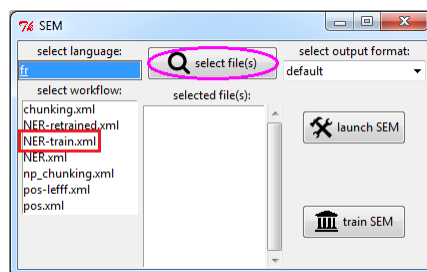 SEM
select language:
fr
select file(s)
select output format:
default
select workflow:
chunking.xml
NER-retrained.xml
NER-train.xml
NER.xml
np_chunking.xml
pos-lefff.xml
pos.xml
selected file(s):
launch SEM
train SEM